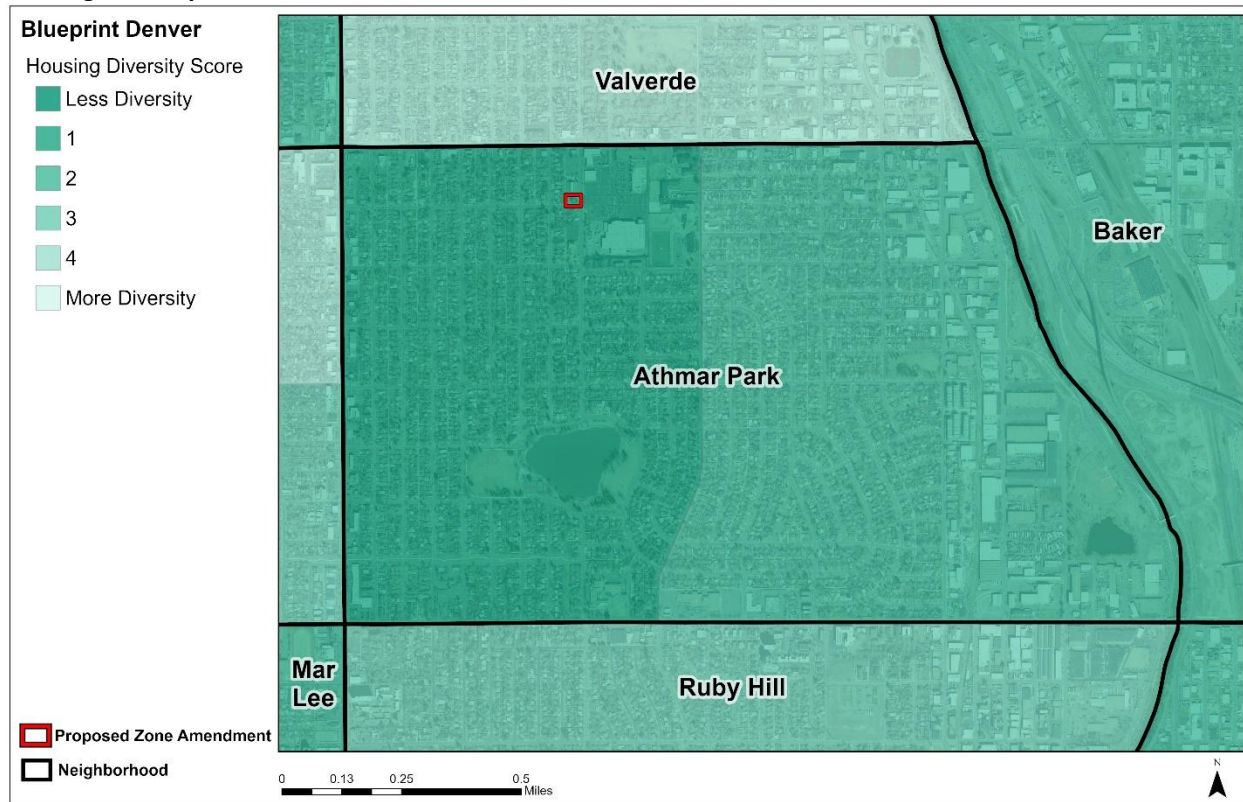 Blueprint Denver
Housing Diversity Score
Less Diversity
1
2
3
4
More Diversity
Proposed Zone Amendment
Neighborhood
Valverde
Baker
Athmar Park
Mar
Lee
Ruby Hill
0 0.13 0.25 0.5
Miles
N